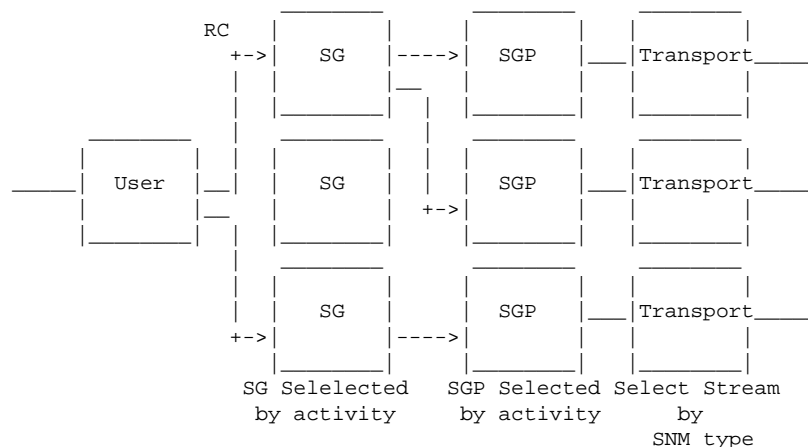 RC
SG SGP Transport
User SG SGP Transport
SG SGP Transport
SG Selelected SGP Selected Select Stream
by activity by activity by
SNM type